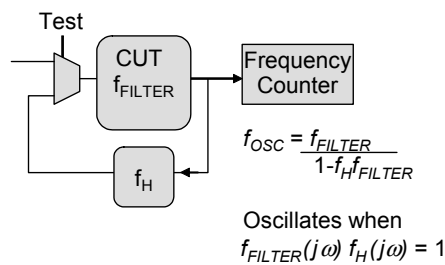 Test
CUT
fFILTER
Frequency
Counter
fH
fOSC = fFILTER
1-fHfFILTER
Oscillates when
fFILTER(jω) fH(jω) = 1